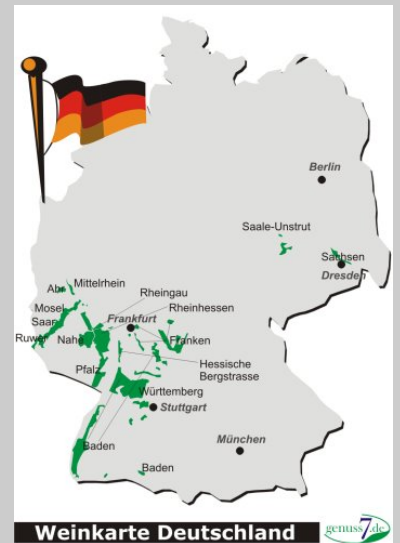 Berlin
Saale-Unstrut
Sachsen
Dresden
Ahr
Mittelrhein
Rheingau
Mosel
Rheinhessen
Saar
Frankfurt
Ruwer
Nahe
Franken
Hessische
Bergstrasse
Pfalz
Württemberg
Stuttgart
Baden
München
Baden
Weinkarte Deutschland
genuss7.de